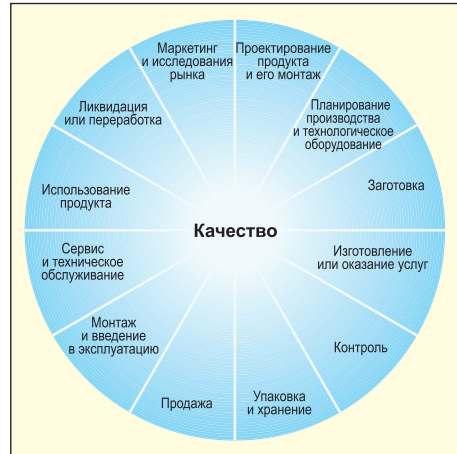 Маркетинг
и исследования
рынка
Проектирование
продукта
и его монтаж
Планирование
производства
и технологическое
оборудование
Заготовка
Изготовление
или оказание услуг
Контроль
Упаковка
и хранение
Продажа
Монтаж
и введение
в эксплуатацию
Сервис
и техническое
обслуживание
Использование
продукта
Ликвидация
или переработка
Качество